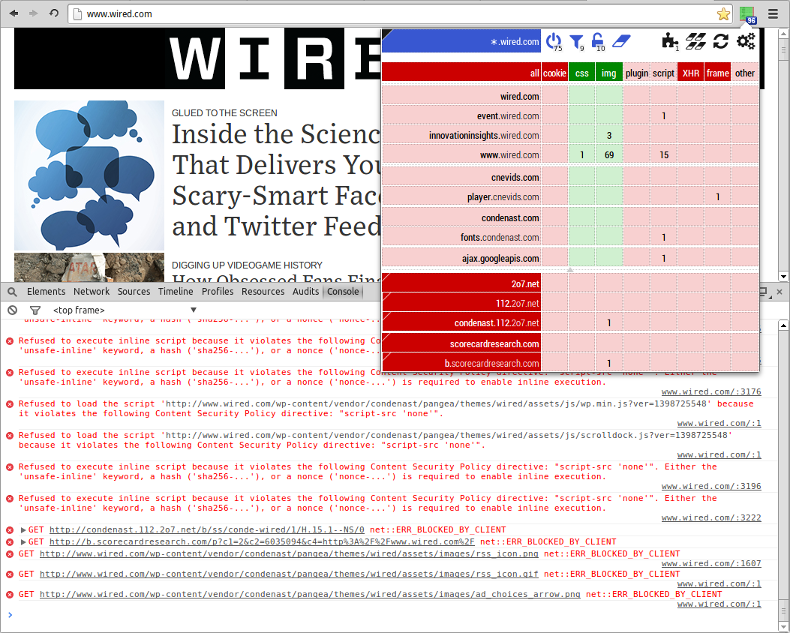 www.wired.com
96
WIRE
GLUED TO THE SCREEN
Inside the Scienc
That Delivers You
Scary-Smart Face
and Twitter Feed
DIGGING UP VIDEOGAME HISTORY
How Obsessed Fans Fin
ATA
*.wired.com 75 9 10 1
all cookie css img plugin script XHR frame other
wired.com
event.wired.com 1
innovationinsights.wired.com 3
www.wired.com 1 69 15
cnevids.com
player.cnevids.com 1
condenast.com
fonts.condenast.com 1
ajax.googleapis.com 1
2o7.net
112.2o7.net
condenast.112.2o7.net 1
scorecardresearch.com
b.scorecardresearch.com 1
Elements Network Sources Timeline Profiles Resources Audits Console
<top frame>
'unsafe-inline' keyword, a hash ('sha256-...'), or a nonce ('nonce-...
Refused to execute inline script because it violates the following Con
'unsafe-inline' keyword, a hash ('sha256-...'), or a nonce ('nonce-...
Refused to execute inline script because it violates the following Content Security Policy directive: "script-src 'none'". Either the
'unsafe-inline' keyword, a hash ('sha256-...'), or a nonce ('nonce-...') is required to enable inline execution.
www.wired.com/:3176
Refused to load the script 'http://www.wired.com/wp-content/vendor/condenast/pangea/themes/wired/assets/js/wp.min.js?ver=1398725548' because
it violates the following Content Security Policy directive: "script-src 'none'".
www.wired.com/:1
Refused to load the script 'http://www.wired.com/wp-content/vendor/condenast/pangea/themes/wired/assets/js/scrolldock.js?ver=1398725548'
because it violates the following Content Security Policy directive: "script-src 'none'".
www.wired.com/:1
Refused to execute inline script because it violates the following Content Security Policy directive: "script-src 'none'". Either the
'unsafe-inline' keyword, a hash ('sha256-...'), or a nonce ('nonce-...') is required to enable inline execution.
www.wired.com/:3196
Refused to execute inline script because it violates the following Content Security Policy directive: "script-src 'none'". Either the
'unsafe-inline' keyword, a hash ('sha256-...'), or a nonce ('nonce-...') is required to enable inline execution.
www.wired.com/:3222
GET http://condenast.112.2o7.net/b/ss/conde-wired/1/H.15.1--NS/0 net::ERR_BLOCKED_BY_CLIENT
GET http://b.scorecardresearch.com/p?c1=2&c2=6035094&c4=http%3A%2F%2Fwww.wired.com%2F net::ERR_BLOCKED_BY_CLIENT
GET http://www.wired.com/wp-content/vendor/condenast/pangea/themes/wired/assets/images/rss_icon.png net::ERR_BLOCKED_BY_CLIENT
www.wired.com/:1607
GET http://www.wired.com/wp-content/vendor/condenast/pangea/themes/wired/assets/images/rss_icon.gif net::ERR_BLOCKED_BY_CLIENT
www.wired.com/:1
GET http://www.wired.com/wp-content/vendor/condenast/pangea/themes/wired/assets/images/ad_choices_arrow.png net::ERR_BLOCKED_BY_CLIENT
www.wired.com/:1